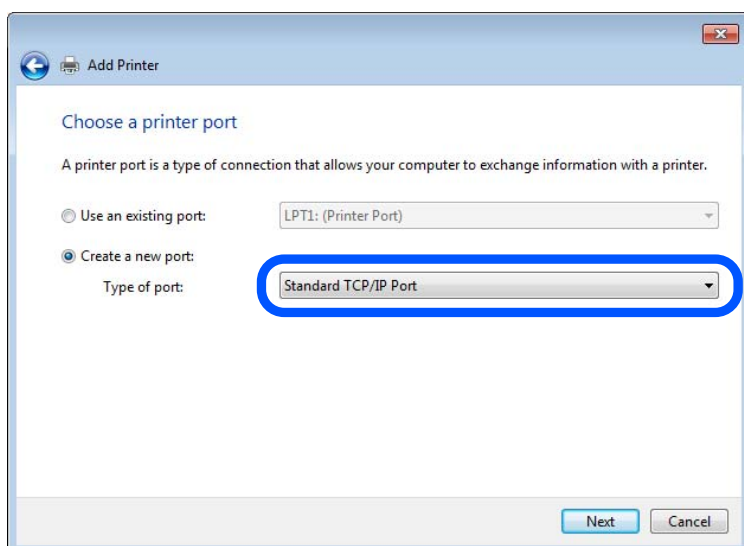 Add Printer
Choose a printer port
A printer port is a type of connection that allows your computer to exchange information with a printer.
Use an existing port: LPT1: (Printer Port)
Create a new port:
Type of port: Standard TCP/IP Port
Next Cancel